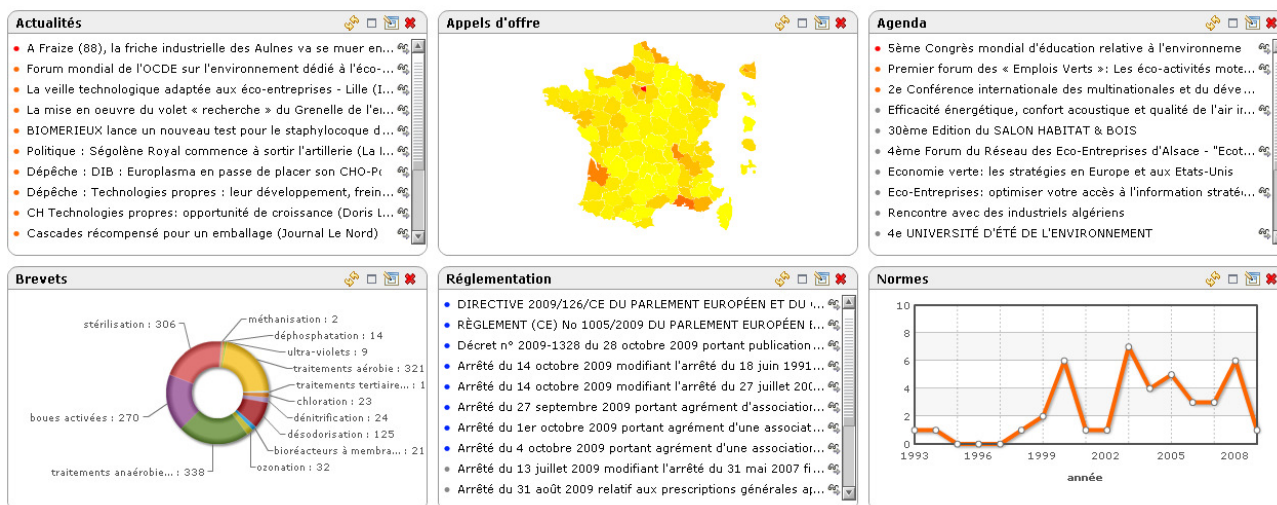 Actualités
A Fraize (88), la friche industrielle des Aulnes va se muer en...
Forum mondial de l'OCDE sur l'environnement dédié à l'éco-...
La veille technologique adaptée aux éco-entreprises - Lille (I...
La mise en oeuvre du volet « recherche » du Grenelle de l'e...
BIOMERIEUX lance un nouveau test pour le staphylocoque d...
Politique : Ségolène Royal commence à sortir l'artillerie (La ...
Dépêche : DIB : Europlasma en passe de placer son CHO-P...
Dépêche : Technologies propres : leur développement, frein...
CH Technologies propres: opportunité de croissance (Doris L...
Cascades récompensé pour un emballage (Journal Le Nord)
Appels d'offre
Agenda
5ème Congrès mondial d'éducation relative à l'environneme
Premier forum des « Emplois Verts »: Les éco-activités mote...
2e Conférence internationale des multinationales et du déve...
Efficacité énergétique, confort acoustique et qualité de l'air ir...
30ème Edition du SALON HABITAT & BOIS
4ème Forum du Réseau des Eco-Entreprises d'Alsace - "Ecot...
Economie verte: les stratégies en Europe et aux Etats-Unis
Eco-Entreprises: optimiser votre accès à l'information straté...
Rencontre avec des industriels algériens
4e UNIVERSITÉ D'ÉTÉ DE L'ENVIRONNEMENT
Brevets
stérilisation : 306
méthanisation : 2
déphosphatation : 14
ultra-violets : 9
traitements aérobie : 321
traitements tertiaire... : 1
chloration : 23
dénitrification : 24
désodorisation : 125
bioréacteurs à membra... : 21
ozonation : 32
boues activées : 270
traitements anaérobie... : 338
Réglementation
DIRECTIVE 2009/126/CE DU PARLEMENT EUROPÉEN ET DU ...
RÈGLEMENT (CE) No 1005/2009 DU PARLEMENT EUROPÉEN E...
Décret n° 2009-1328 du 28 octobre 2009 portant publication...
Arrêté du 14 octobre 2009 modifiant l'arrêté du 18 juin 1991...
Arrêté du 14 octobre 2009 modifiant l'arrêté du 27 juillet 200...
Arrêté du 27 septembre 2009 portant agrément d'association...
Arrêté du 1er octobre 2009 portant agrément d'une associat...
Arrêté du 4 octobre 2009 portant agrément d'une association...
Arrêté du 13 juillet 2009 modifiant l'arrêté du 31 mai 2007 fi...
Arrêté du 31 août 2009 relatif aux prescriptions générales a...
Normes
10
8
6
4
2
0
1993 1996 1999 2002 2005 2008
année